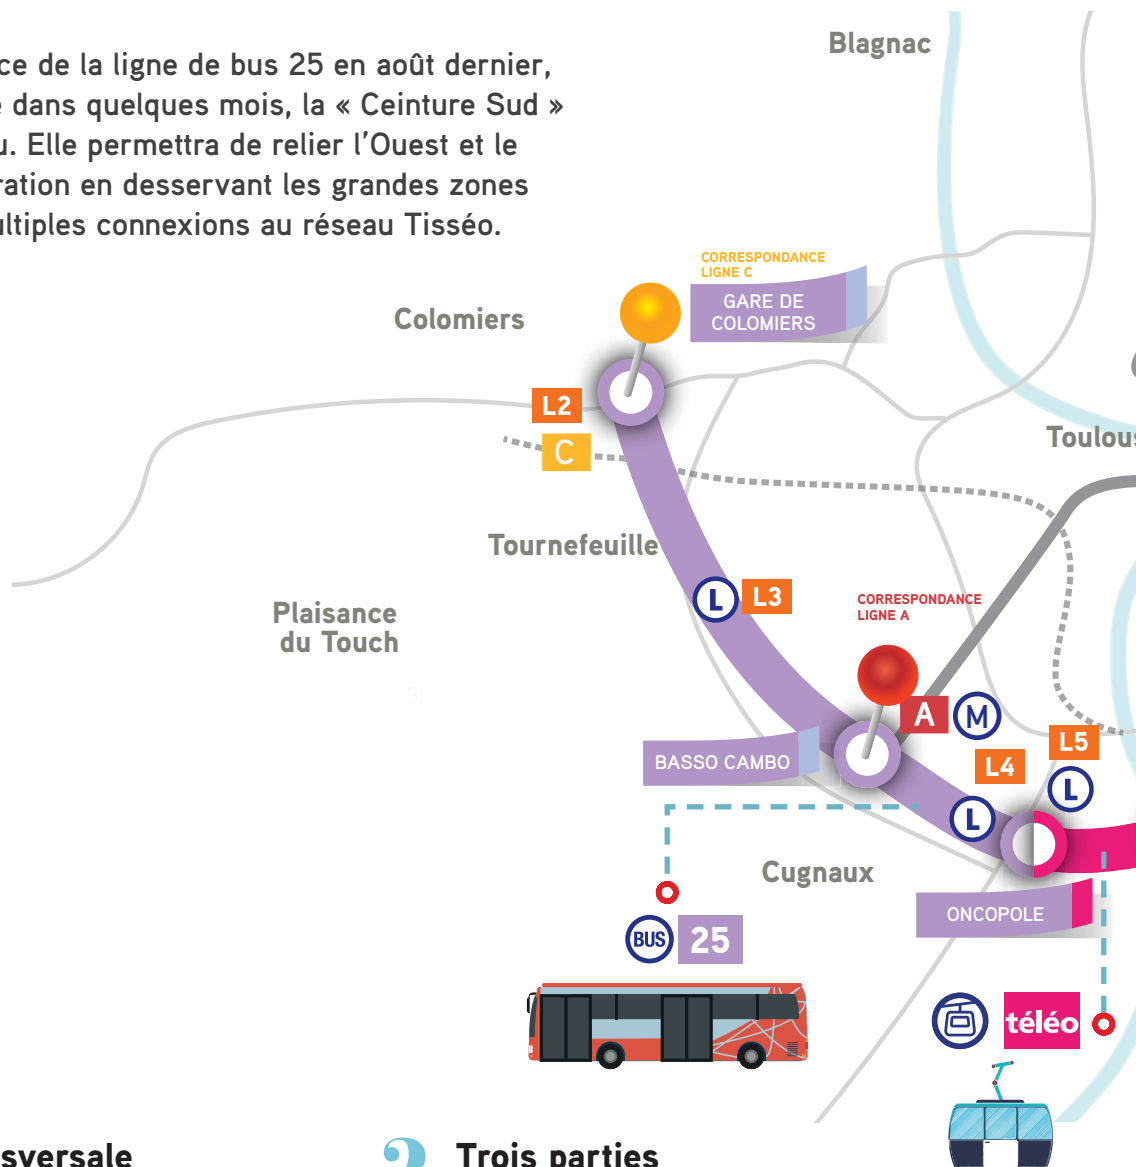 ce de la ligne de bus 25 en août dernier,
dans quelques mois, la « Ceinture Sud »
u. Elle permettra de relier l'Ouest et le
ration en desservant les grandes zones
ultiples connexions au réseau Tisséo.
Blagnac
CORRESPONDANCE
LIGNE C
GARE DE
COLOMIERS
Colomiers
L2
C
Toulous
Tournefeuille
L
L3
CORRESPONDANCE
LIGNE A
Plaisance
du Touch
3
A
M
L5
BASSO CAMBO
L4
L
L
Cugnaux
ONCOPOLE
BUS
25
téléo
sversale
Trois parties